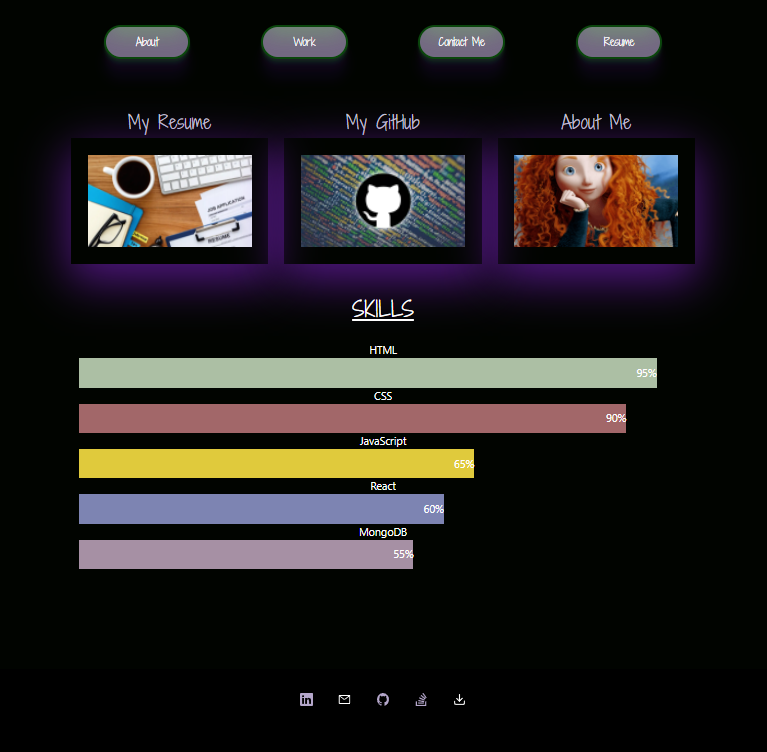 About
Work
Contact Me
Resume
My Resume
My GitHub
About Me
JOB APPLICATION
RESUME
SKILLS
HTML
95%
CSS
90%
JavaScript
65%
React
60%
MongoDB
55%
in